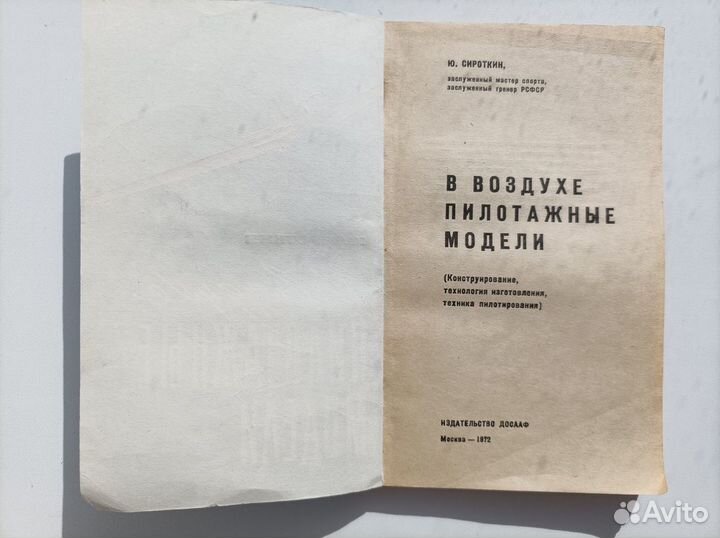 Ю. СИРОТКИН,
заслуженный мастер спорта,
заслуженный тренер РСФСР
В ВОЗДУХЕ
ПИЛОТАЖНЫЕ
МОДЕЛИ
(Конструирование,
технология изготовления,
техника пилотирования)
ИЗДАТЕЛЬСТВО ДОСААФ
Москва — 1972
Avito